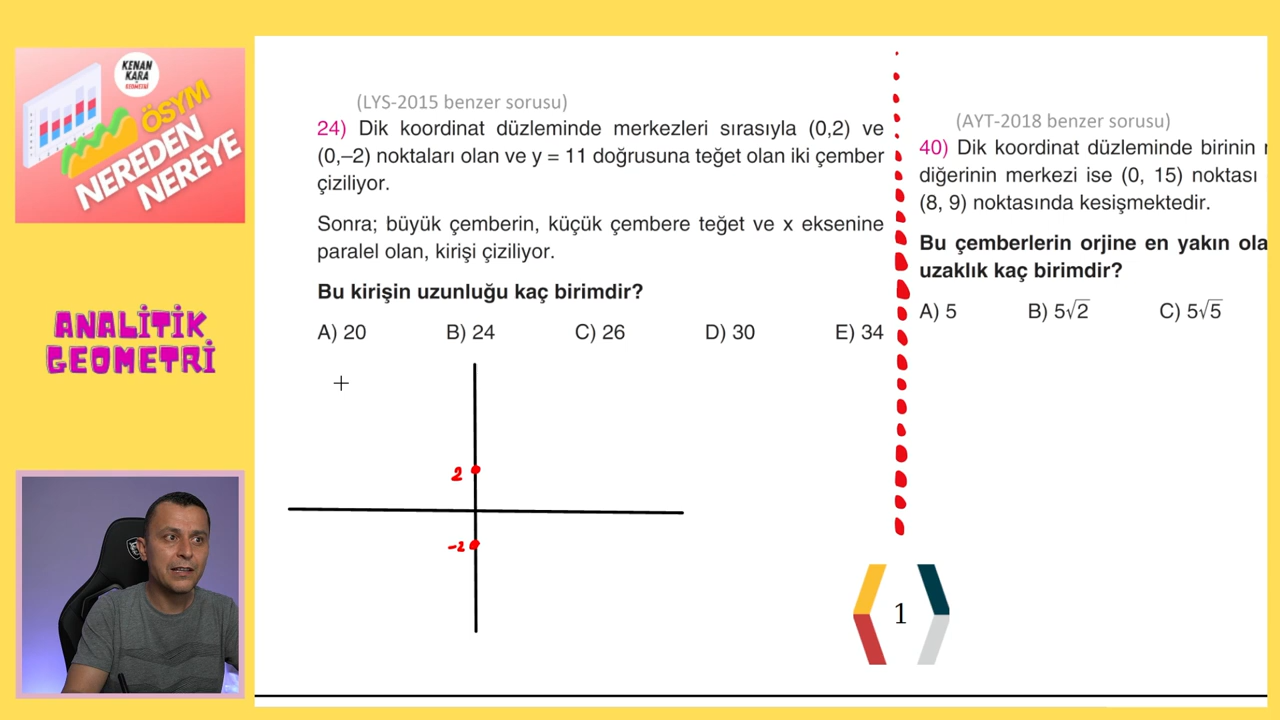 KENAN
KARA
GEOMETRİ
ÖSYM
NEREDEN
NEREYE
ANALİTİK
GEOMETRİ
(LYS-2015 benzer sorusu)
24) Dik koordinat düzleminde merkezleri sırasıyla (0,2) ve
(0,–2) noktaları olan ve y = 11 doğrusuna teğet olan iki çember
çiziliyor.
Sonra; büyük çemberin, küçük çembere teğet ve x eksenine
paralel olan, kirişi çiziliyor.
Bu kirişin uzunluğu kaç birimdir?
A) 20 B) 24 C) 26 D) 30 E) 34
2
-2
(AYT-2018 benzer sorusu)
40) Dik koordinat düzleminde birinin
diğerinin merkezi ise (0, 15) noktası
(8, 9) noktasında kesişmektedir.
Bu çemberlerin orjine en yakın ola
uzaklık kaç birimdir?
A) 5 B) 5√2 C) 5√5
1